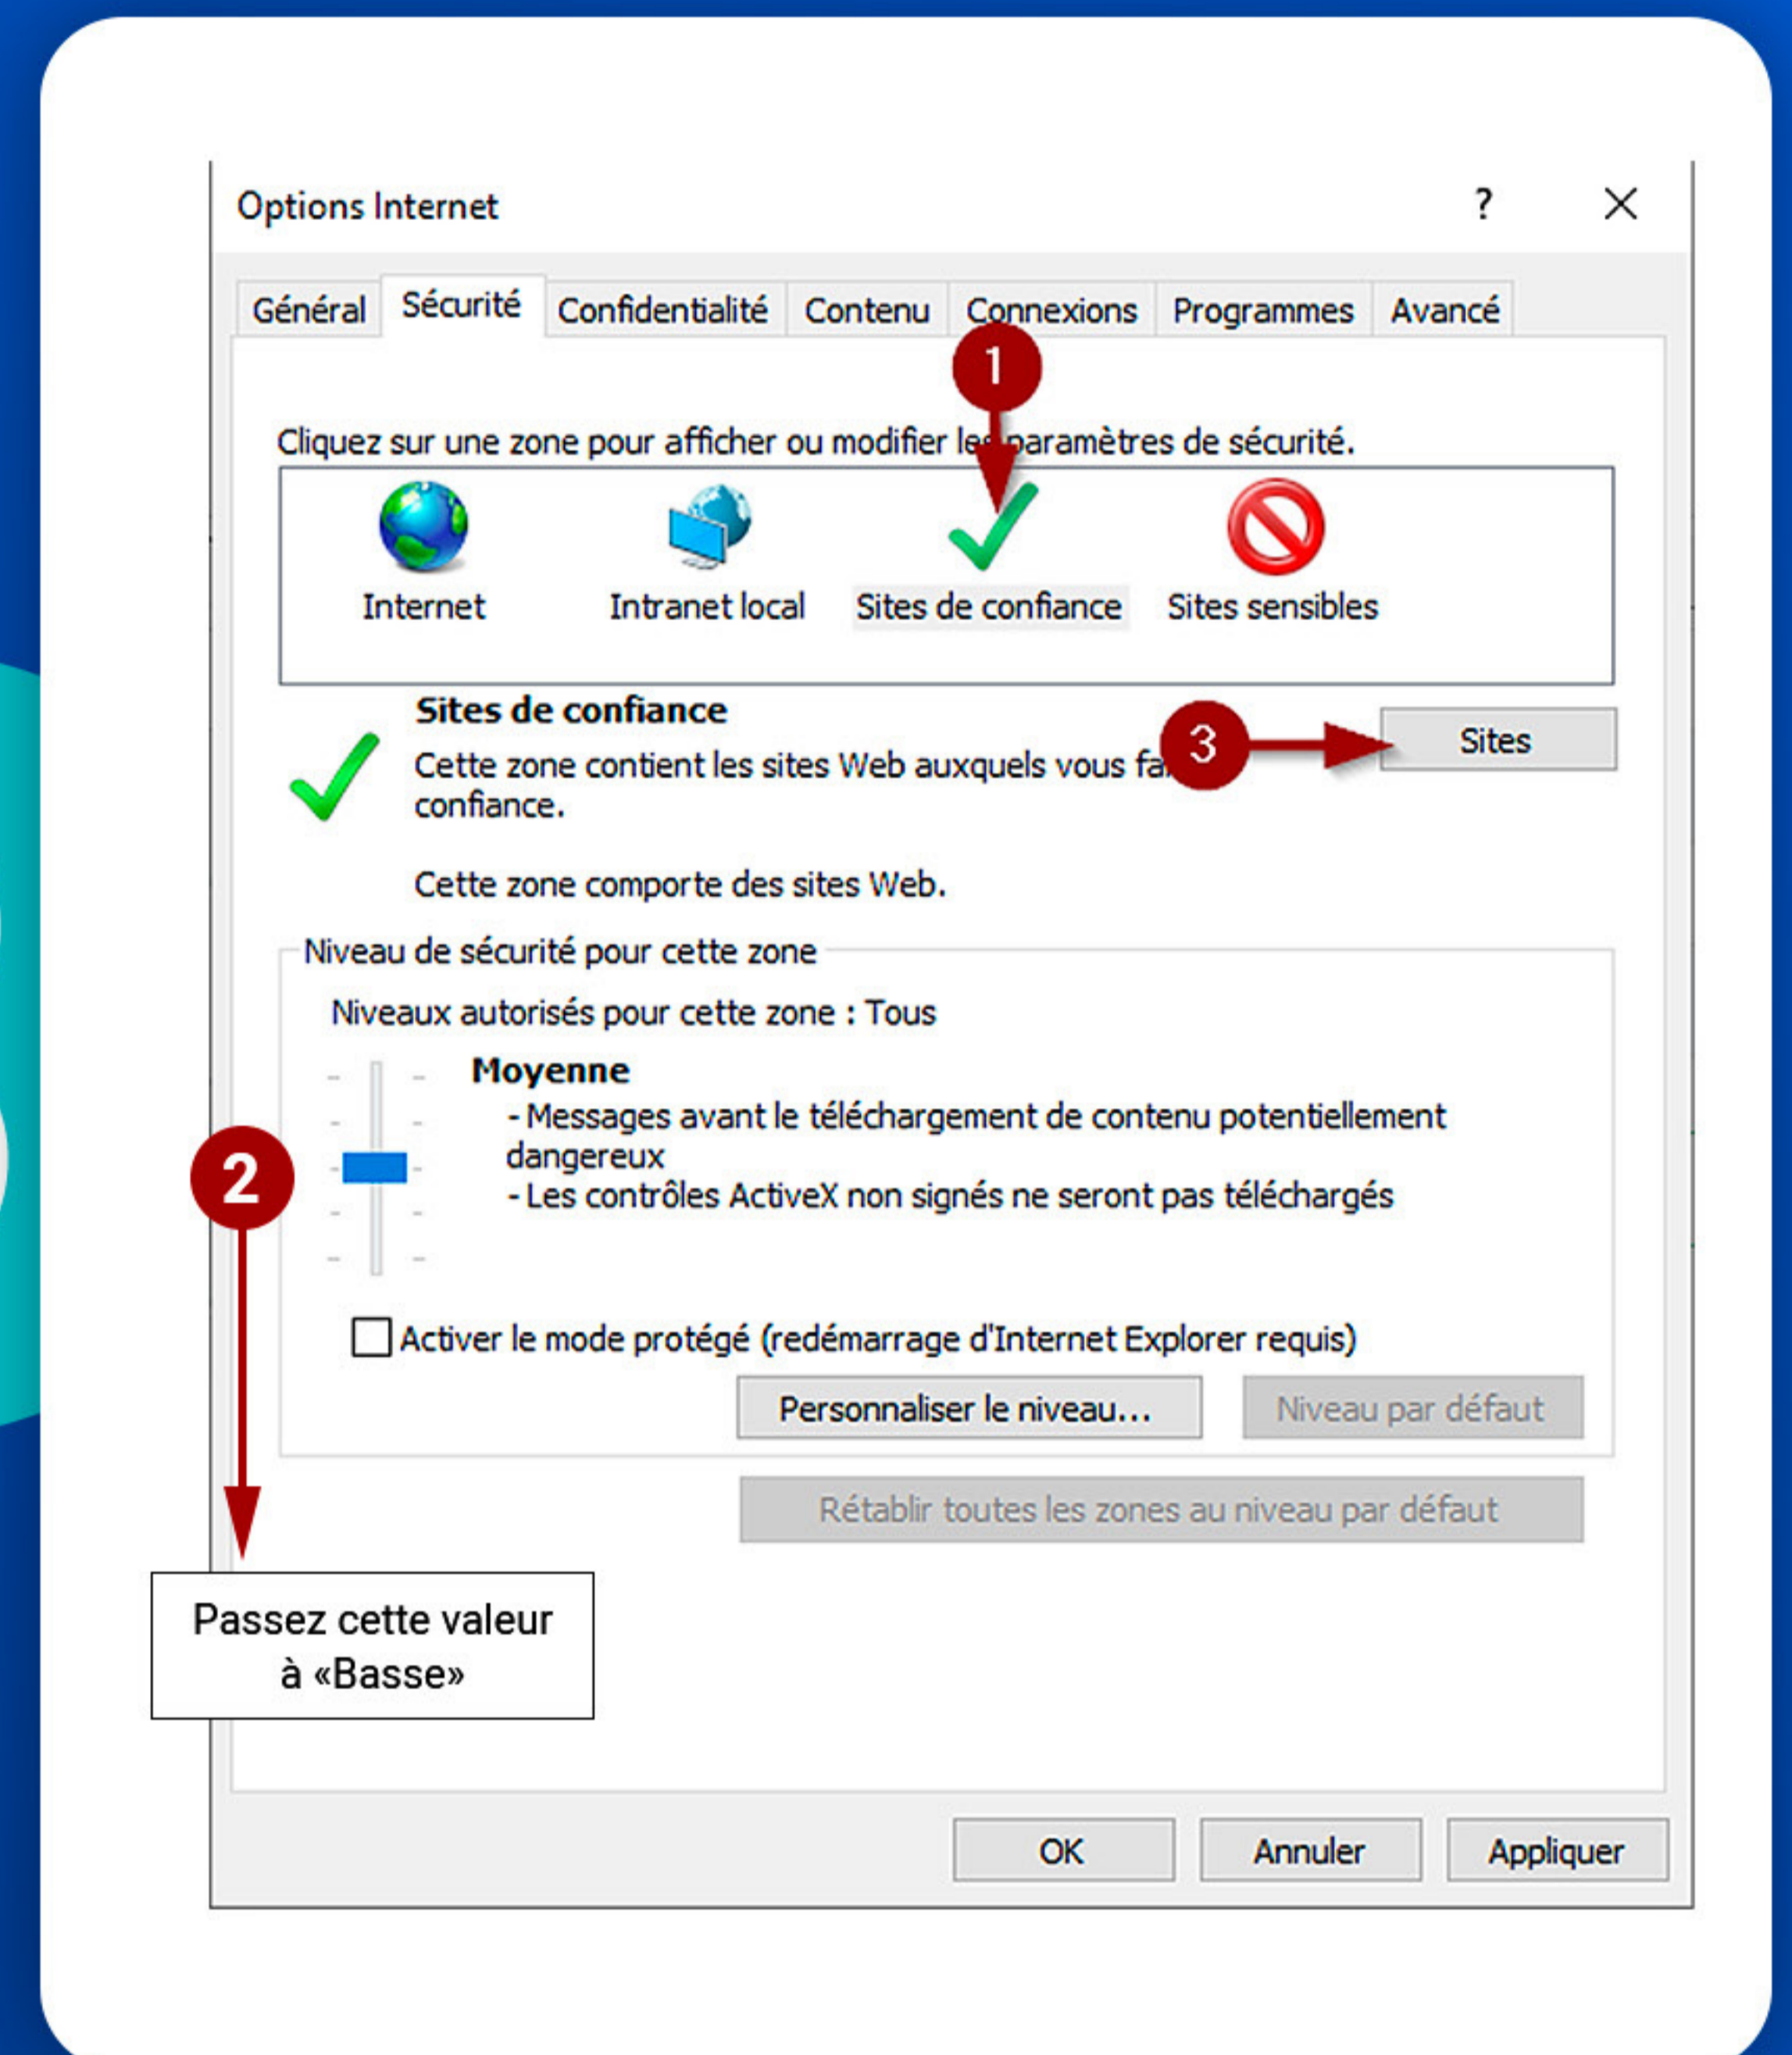 Options Internet
?
Général Sécurité Confidentialité Contenu Connexions Programmes Avancé
1
Cliquez sur une zone pour afficher ou modifier les paramètres de sécurité.
Internet Intranet local Sites de confiance Sites sensibles
Sites de confiance
3
Sites
Cette zone contient les sites Web auxquels vous
confiance.
Cette zone comporte des sites Web.
Niveau de sécurité pour cette zone
Niveaux autorisés pour cette zone : Tous
Moyenne
- Messages avant le téléchargement de contenu potentiellement
dangereux
- Les contrôles ActiveX non signés ne seront pas téléchargés
2
Activer le mode protégé (redémarrage d'Internet Explorer requis)
Personnaliser le niveau... Niveau par défaut
Rétablir toutes les zones au niveau par défaut
Passez cette valeur
à «Basse»
OK Annuler Appliquer